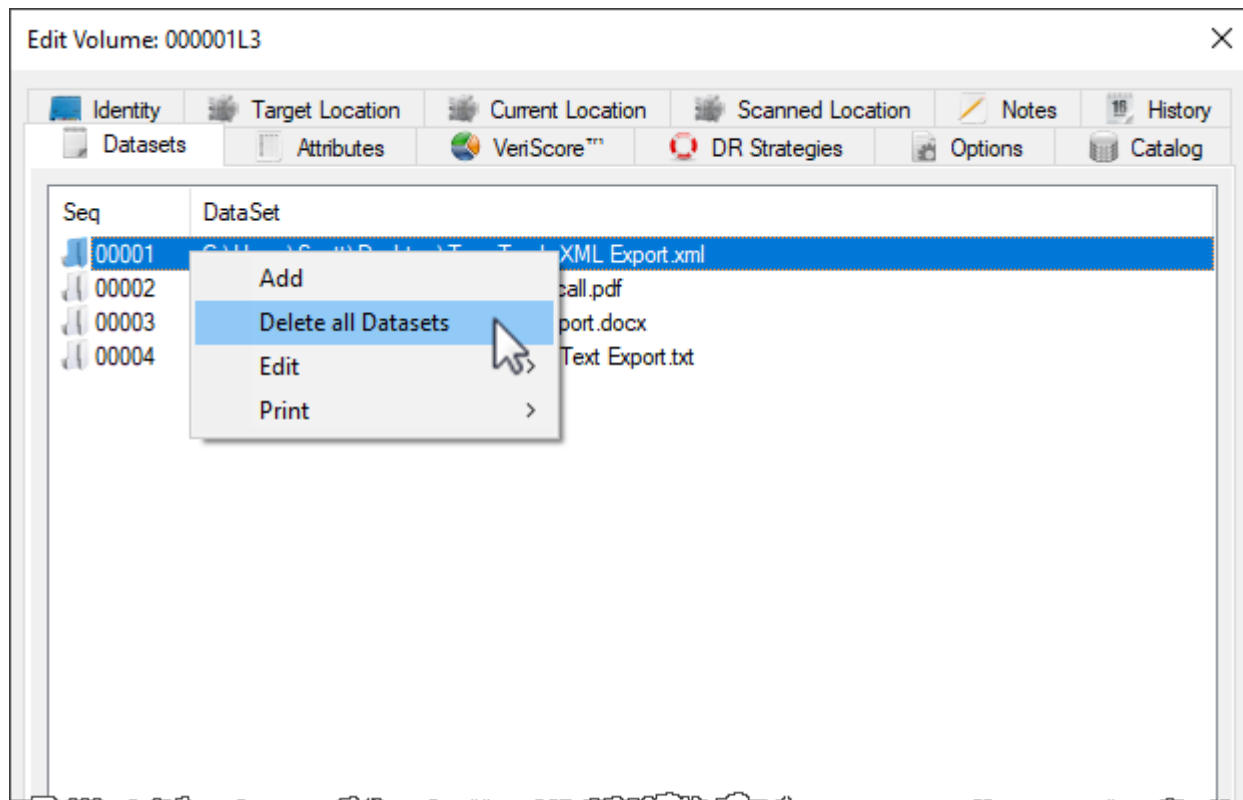 Edit Volume: 000001L3
Identity Target Location Current Location Scanned Location Notes History
Datasets Attributes VeriScore™ DR Strategies Options Catalog
Seq DataSet
00001 XML Export.xml
Add
00002 call.pdf
Delete all Datasets
00003 port.docx
00004 Text Export.txt
Edit
Print